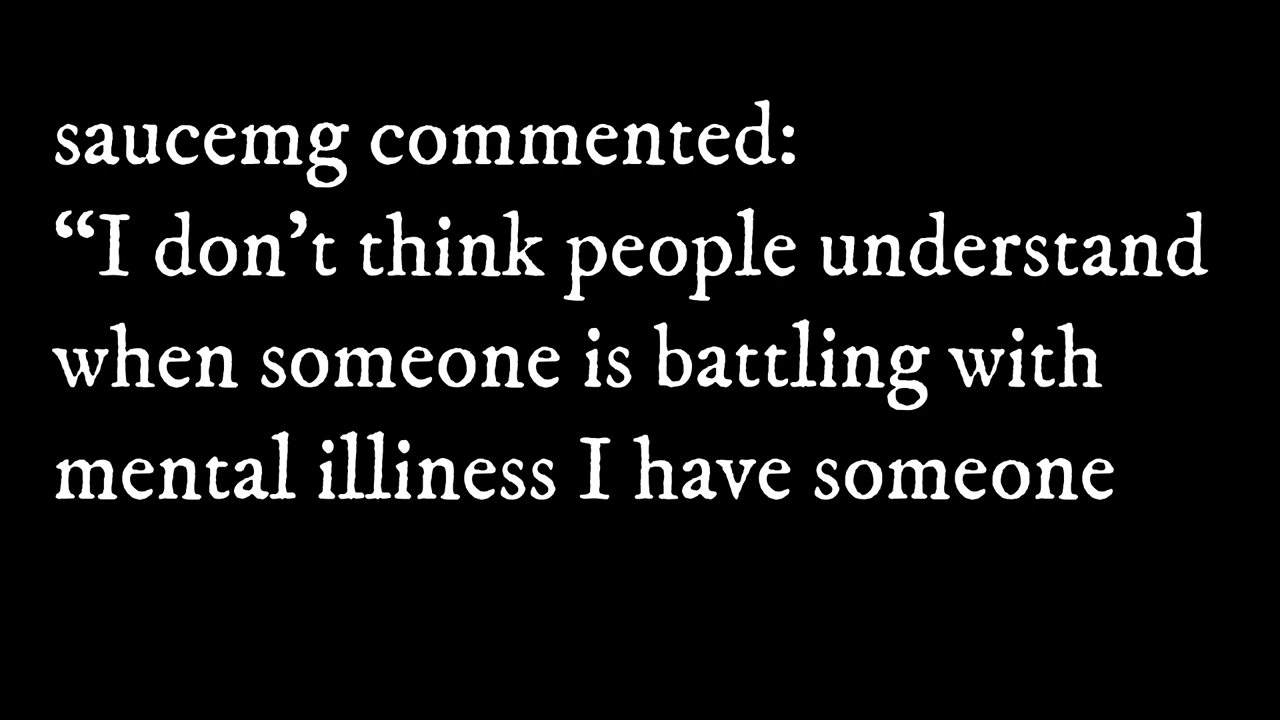 saucemg commented:
“I don’t think people understand
when someone is battling with
mental illiness I have someone